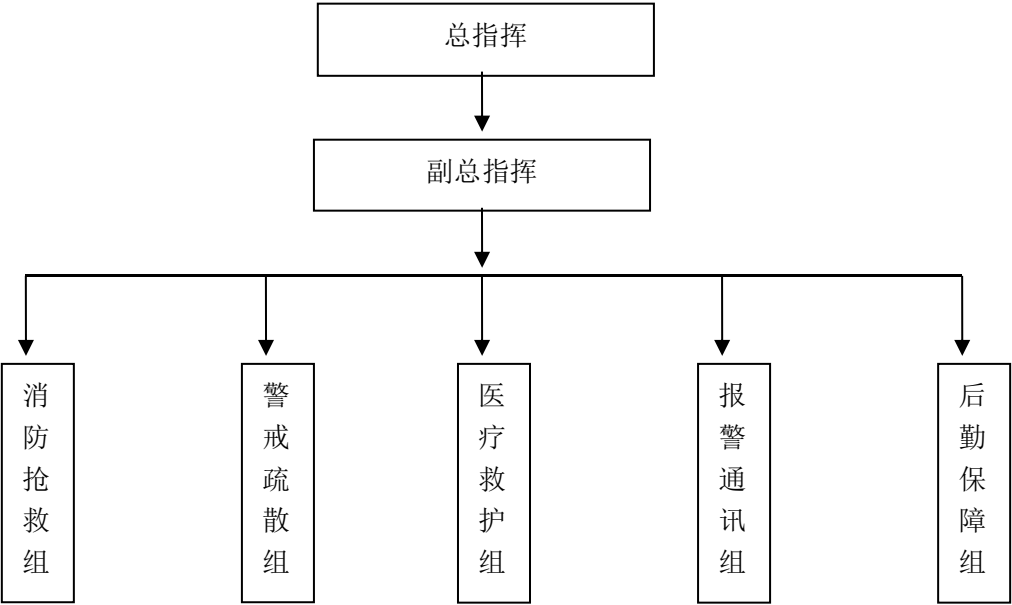 总指挥
副总指挥
消防抢救组
警戒疏散组
医疗救护组
报警通讯组
后勤保障组